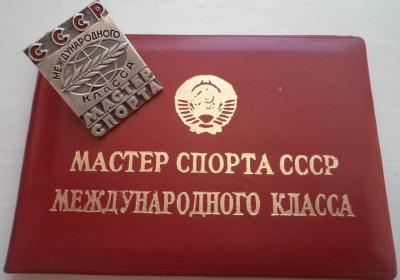 СССР
МЕЖДУНАРОДНОГО
КЛАССА
МАСТЕР
СПОРТА
МАСТЕР СПОРТА СССР
МЕЖДУНАРОДНОГО КЛАССА